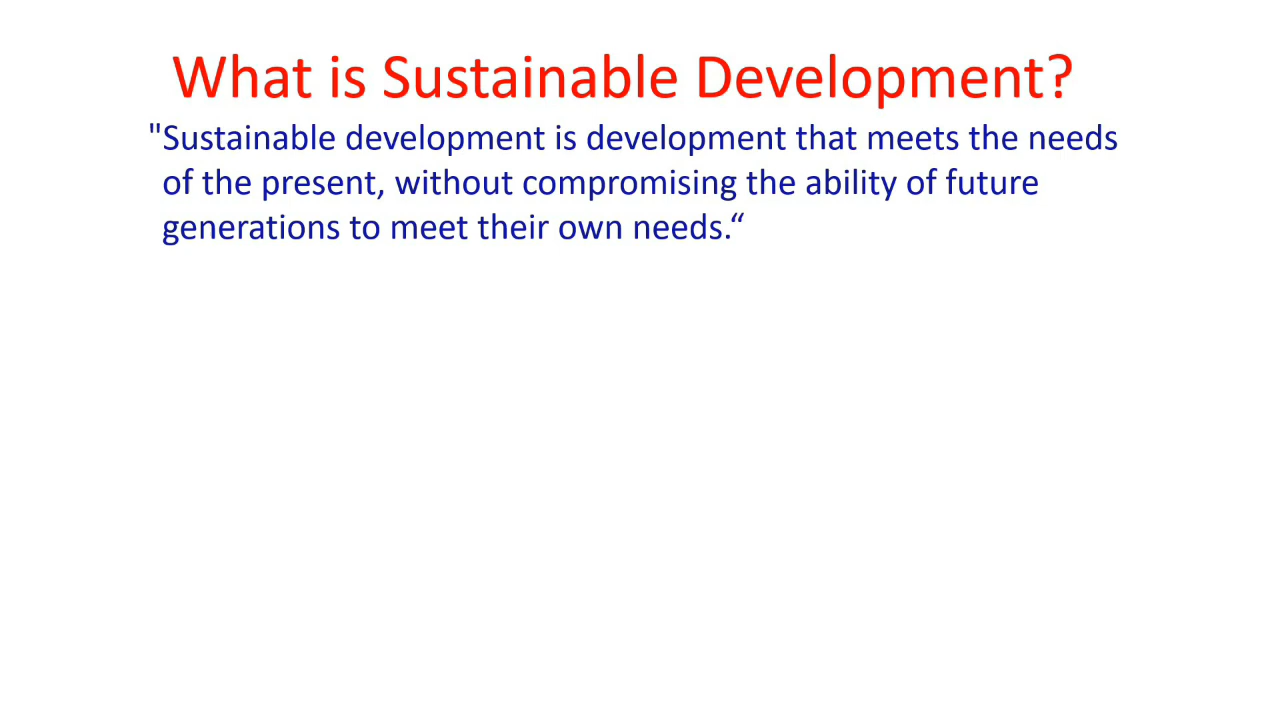 What is Sustainable Development?
"Sustainable development is development that meets the needs
of the present, without compromising the ability of future
generations to meet their own needs.“